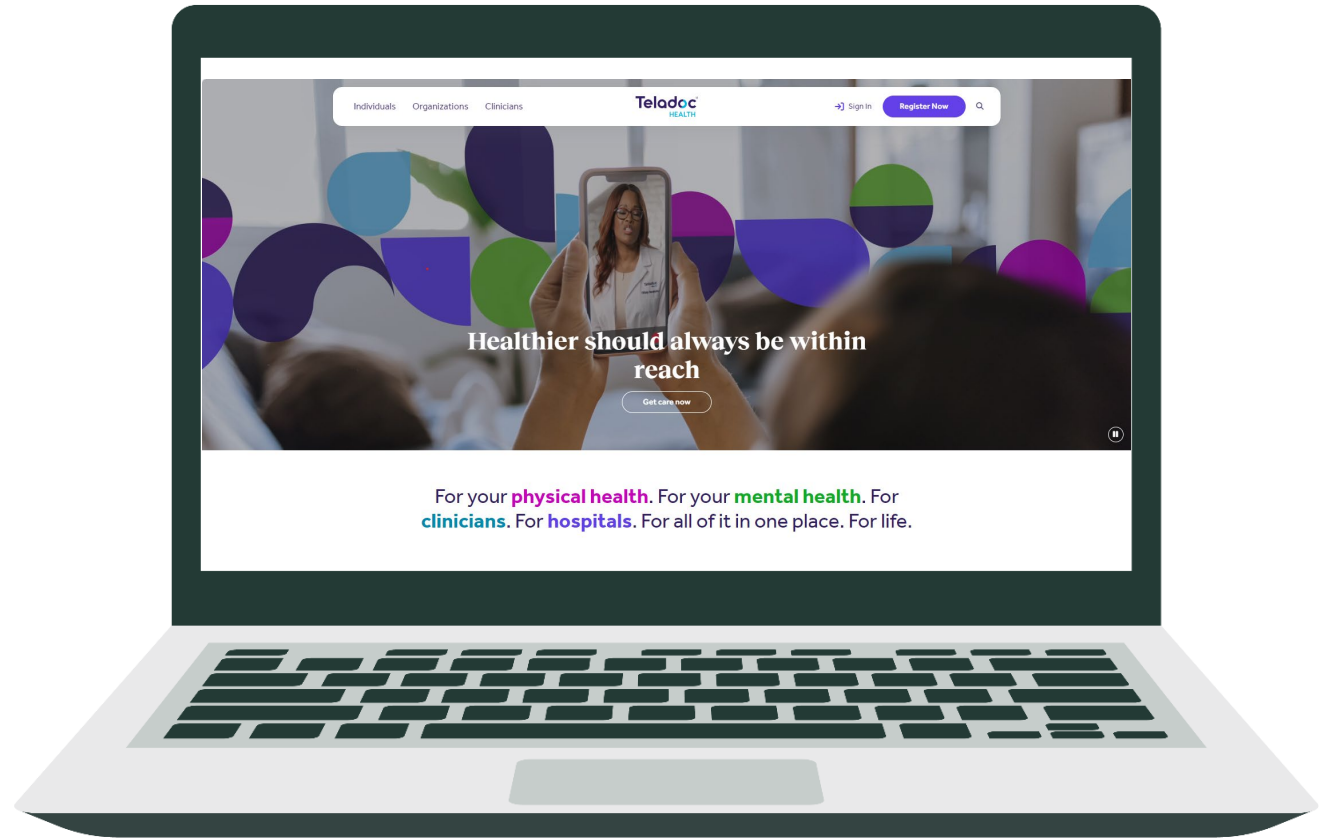 Individuals Organizations Clinicians
Teladoc
HEALTH
Sign In
Register Now
Healthier should always be within
reach
Get care now
For your physical health. For your mental health. For
clinicians. For hospitals. For all of it in one place. For life.